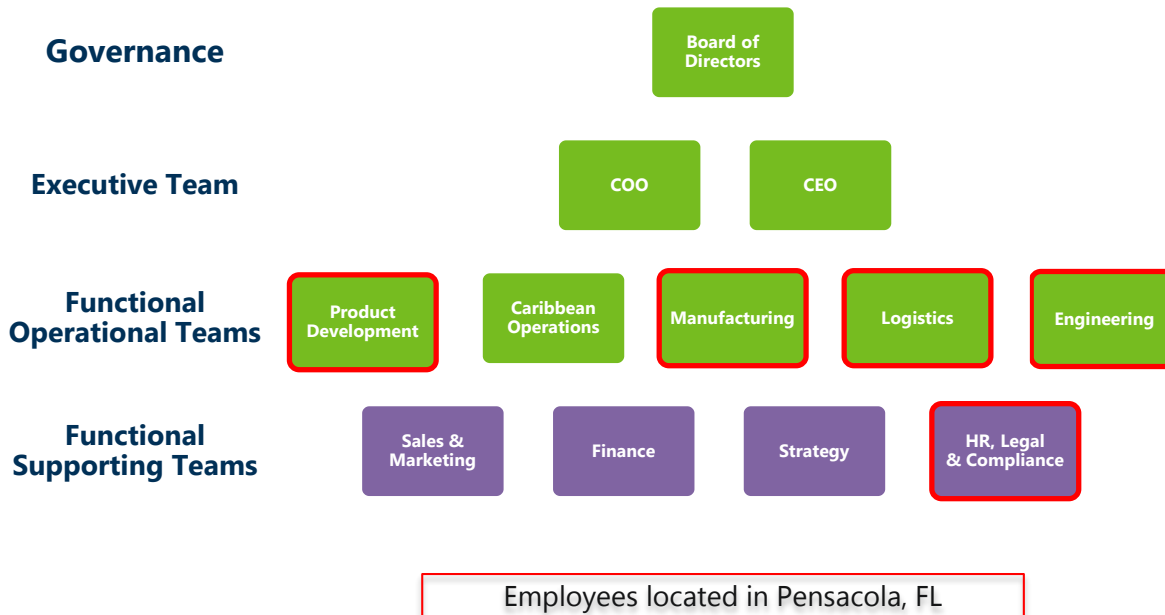 Governance
Board of
Directors
Executive Team
COO
CEO
Functional
Operational Teams
Product
Development
Caribbean
Operations
Manufacturing
Logistics
Engineering
Functional
Supporting Teams
Sales &
Marketing
Finance
Strategy
HR, Legal
& Compliance
Employees located in Pensacola, FL